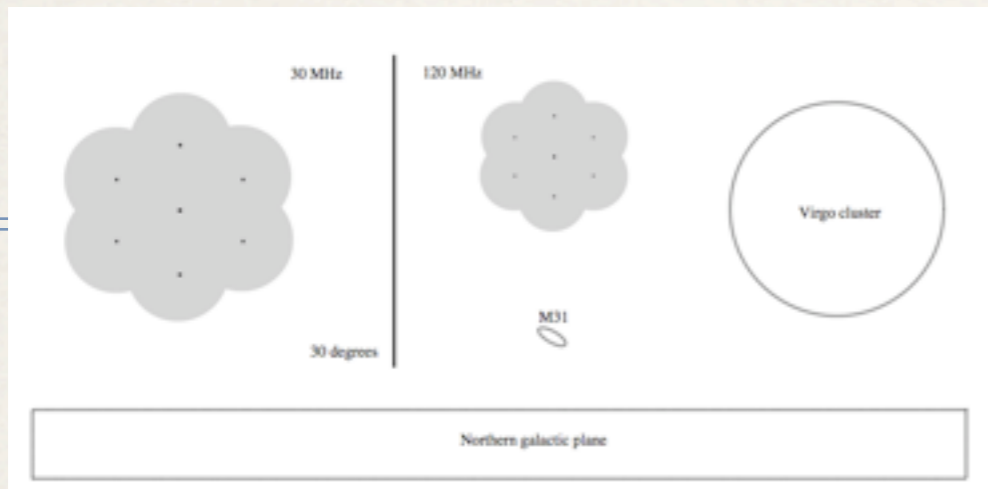 30 MHz
120 MHz
Virgo cluster
M31
30 degrees
Northern galactic plane